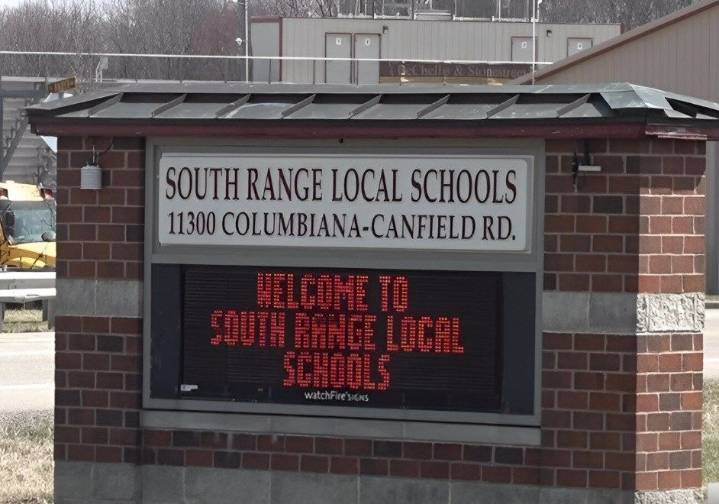 SOUTH RANGE LOCAL SCHOOLS
11300 COLUMBIANA-CANFIELD RD.
WELCOME TO
SOUTH RANGE LOCAL
SCHOOLS
watchFire SIGNS